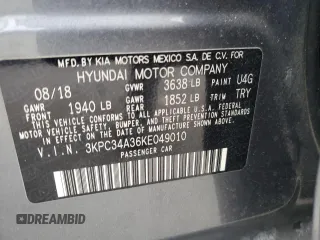 MFD. BY KIA MOTORS MEXICO S.A. DE C.V. FOR
HYUNDAI MOTOR COMPANY
08/18 GVWR 3638 LB PAINT U4G
GAWR FRONT 1940 LB GAWR REAR 1852 LB TRIM TRY
THIS VEHICLE CONFORMS TO ALL APPLICABLE
U.S. FEDERAL MOTOR VEHICLE SAFETY, BUMPER,
AND THEFT PREVENTION STANDARDS IN EFFECT
ON THE DATE OF MANUFACTURE SHOWN ABOVE.
V.I.N. 3KPC34A36KE049010
PASSENGER CAR
DREAMBID